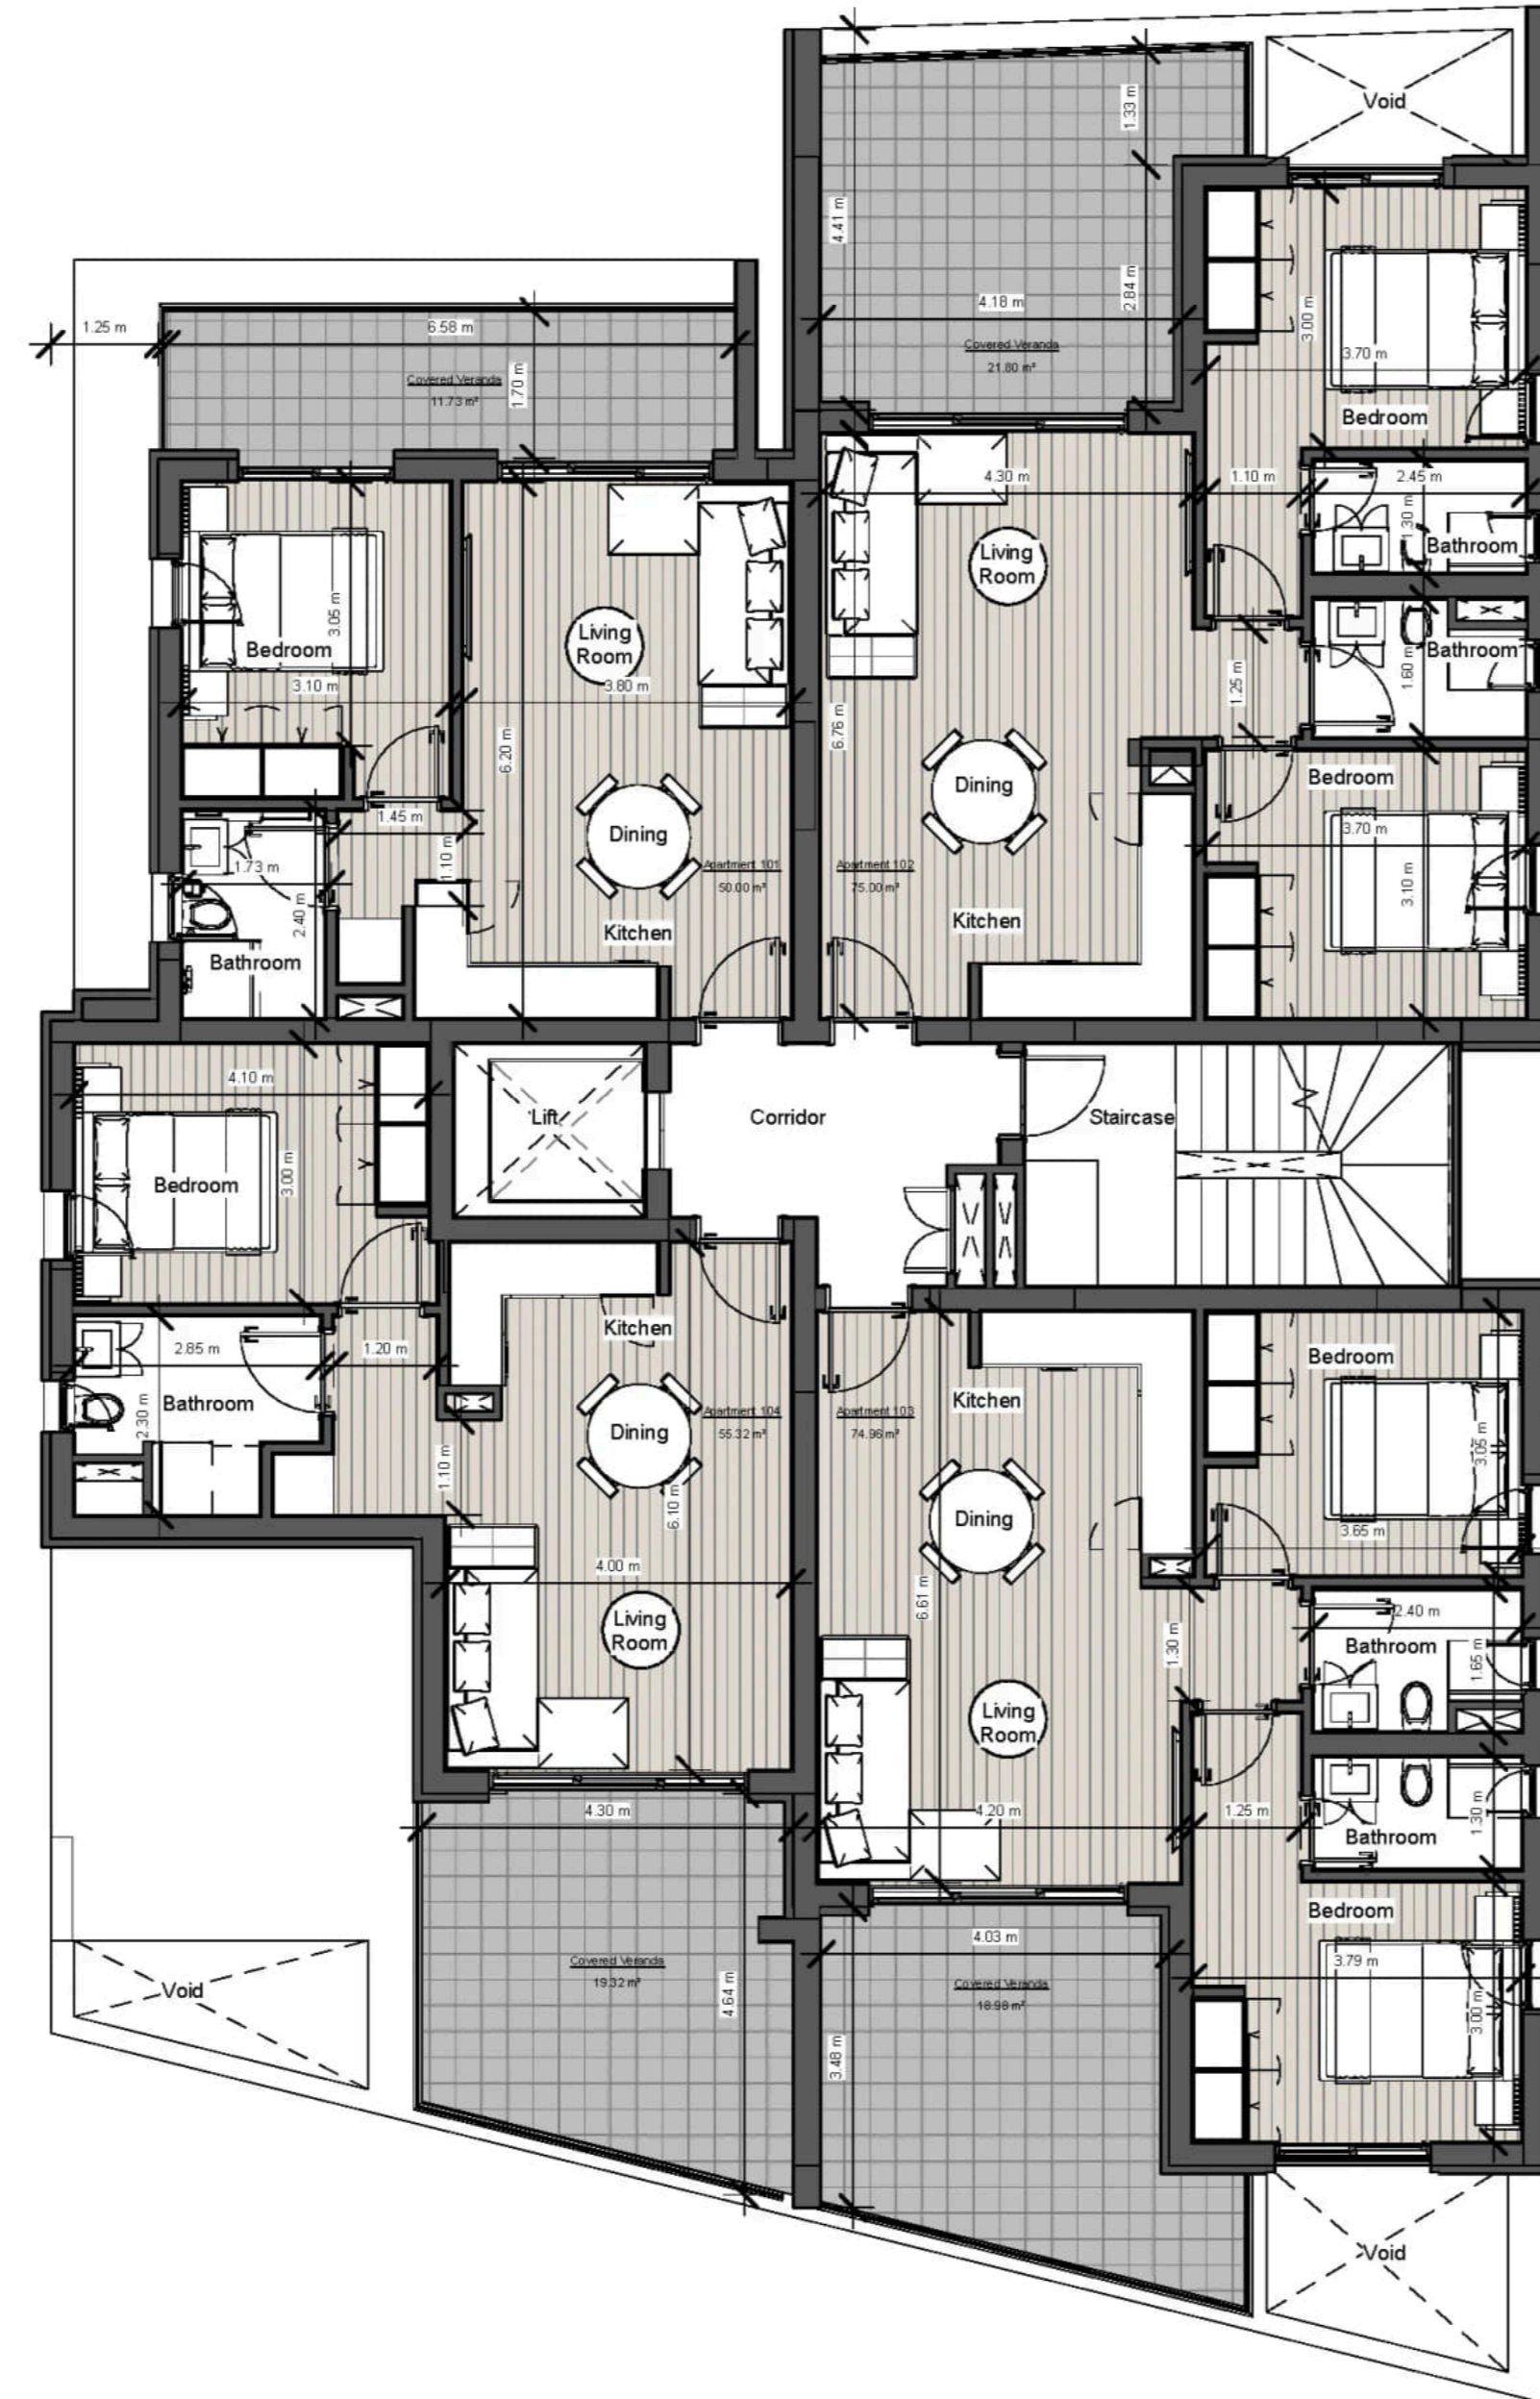 Void
1.33 m
4.41 m
2.84 m
4.18 m
Covered Veranda
21.80 m²
3.00 m
3.70 m
Bedroom
1.25 m
6.58 m
Covered Veranda
11.73 m²
1.70 m
4.30 m
1.10 m
2.45 m
1.30 m
Bathroom
Living
Room
3.05 m
Bedroom
3.10 m
Living
Room
3.80 m
1.60 m
Bathroom
1.25 m
6.20 m
6.76 m
Dining
Bedroom
3.70 m
3.10 m
1.45 m
1.10 m
Dining
1.73 m
2.40 m
Bathroom
Apartment 101
50.00 m²
Apartment 102
75.00 m²
Kitchen
Kitchen
4.10 m
3.00 m
Bedroom
Lift
Corridor
Staircase
Kitchen
2.85 m
1.20 m
2.30 m
Bathroom
Kitchen
Bedroom
Dining
Apartment 104
55.32 m²
Apartment 103
74.96 m²
1.10 m
6.10 m
Dining
3.05 m
3.65 m
4.00 m
6.61 m
Living
Room
1.30 m
2.40 m
Bathroom
1.65 m
Living
Room
4.30 m
4.20 m
1.25 m
1.30 m
Bathroom
Bedroom
4.03 m
3.79 m
3.00 m
Covered Veranda
19.32 m²
4.64 m
Covered Veranda
18.98 m²
Void
3.48 m
Void